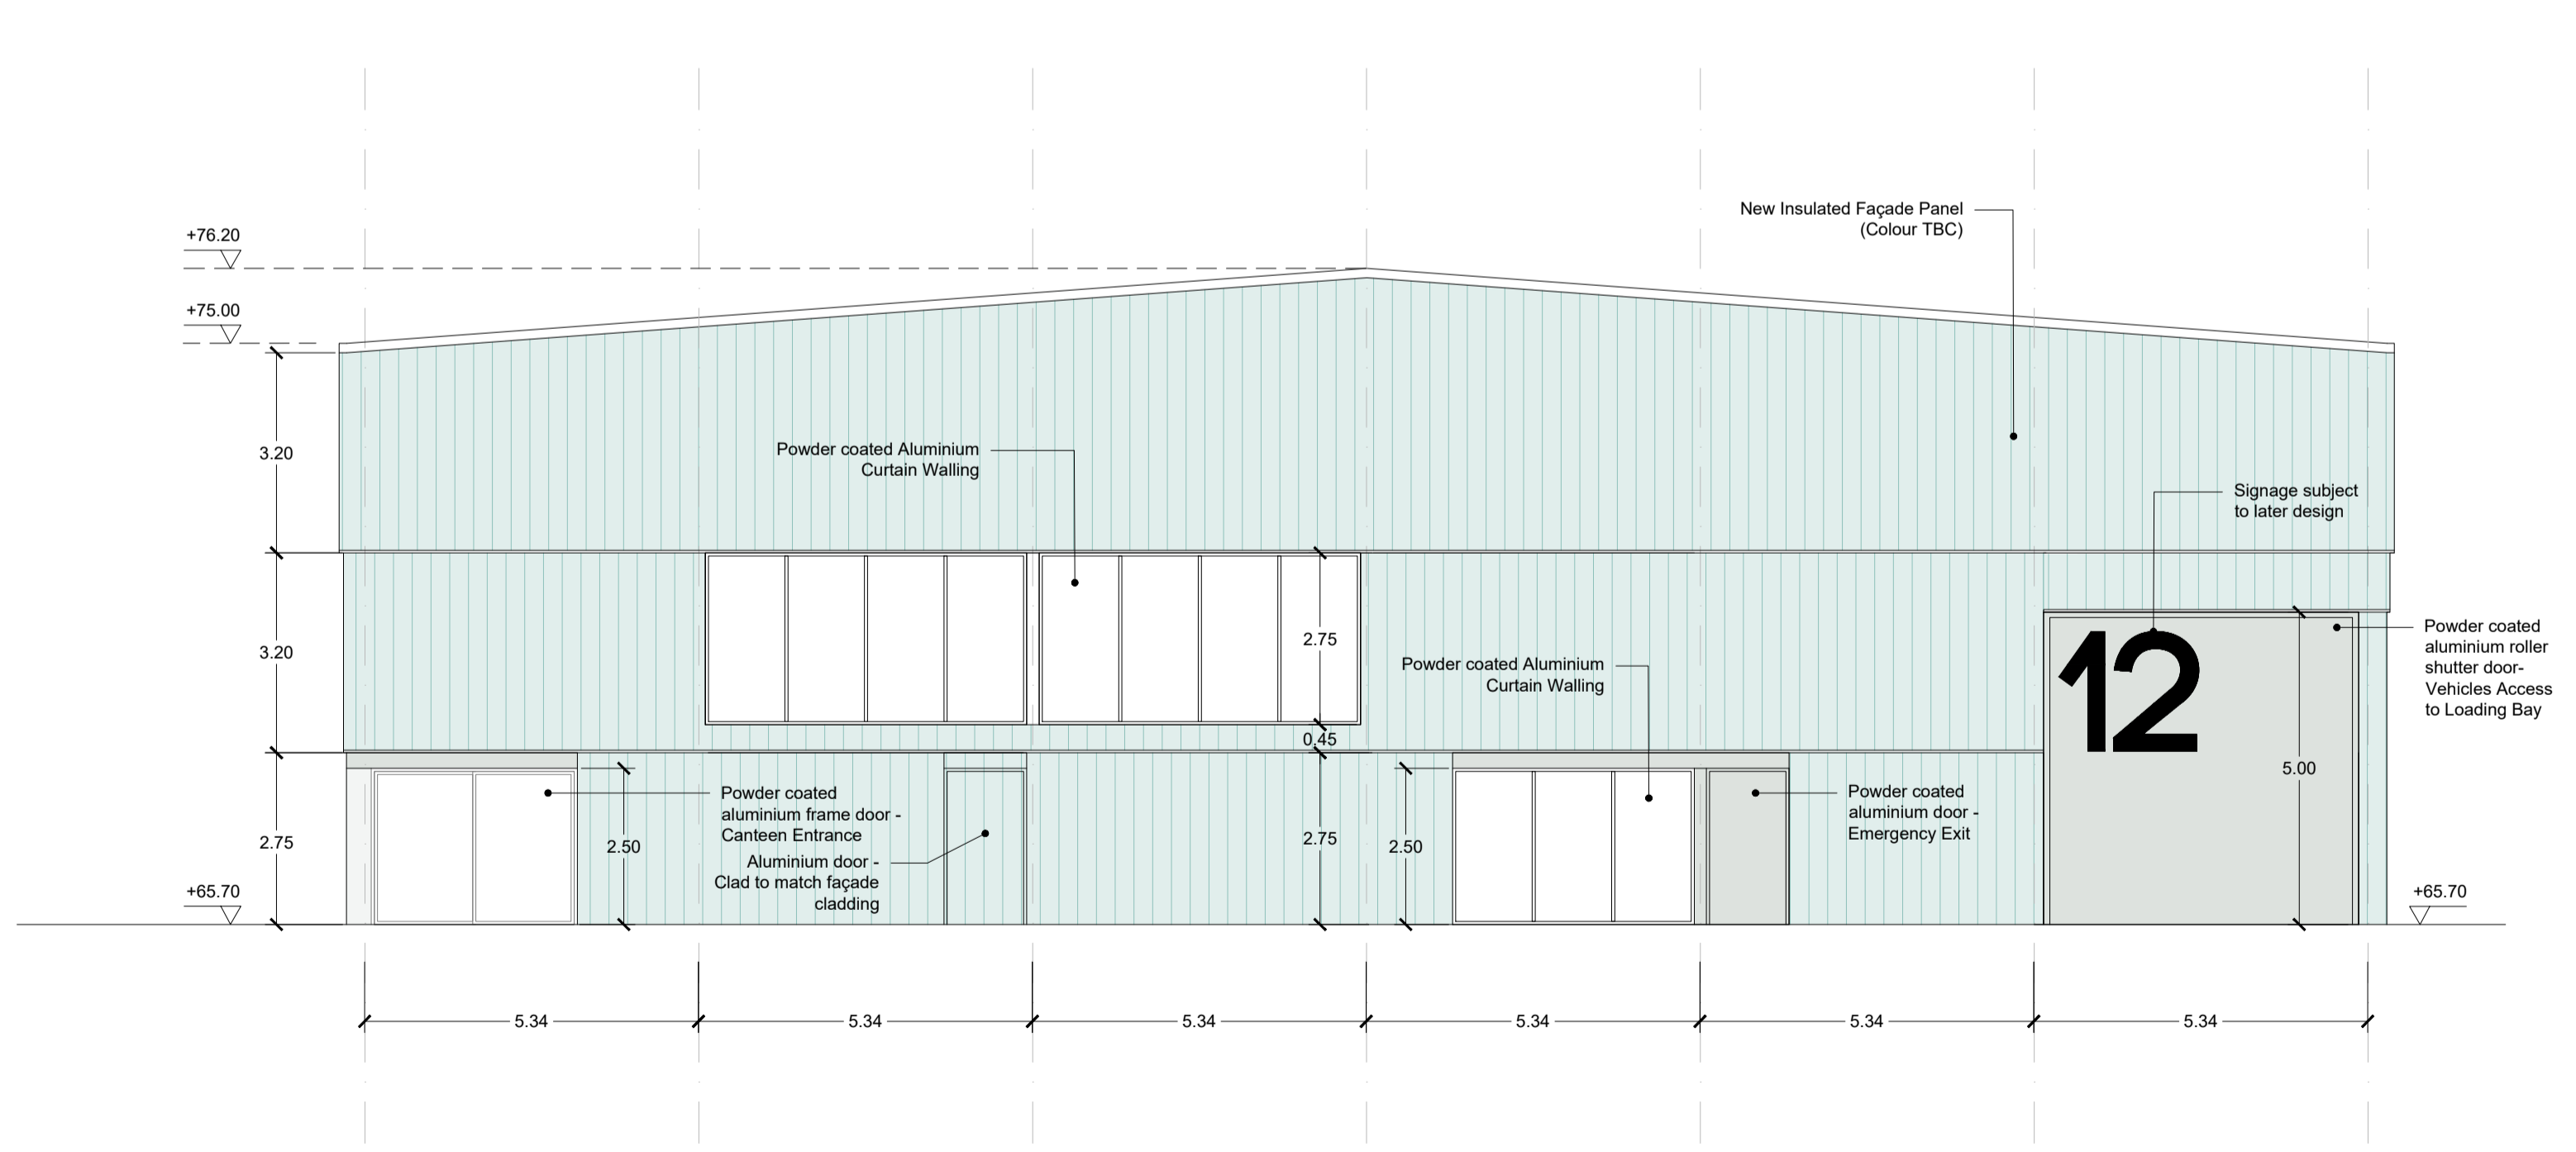 New Insulated Façade Panel
(Colour TBC)
+76.20
+75.00
3.20
Powder coated Aluminium
Curtain Walling
Signage subject
to later design
3.20
2.75
0.45
Powder coated Aluminium
Curtain Walling
12
Powder coated
aluminium roller
shutter door-
Vehicles Access
to Loading Bay
5.00
2.75
+65.70
2.50
Powder coated
aluminium frame door -
Canteen Entrance
Aluminium door -
Clad to match façade
cladding
2.75
2.50
Powder coated
aluminium door -
Emergency Exit
+65.70
5.34
5.34
5.34
5.34
5.34
5.34